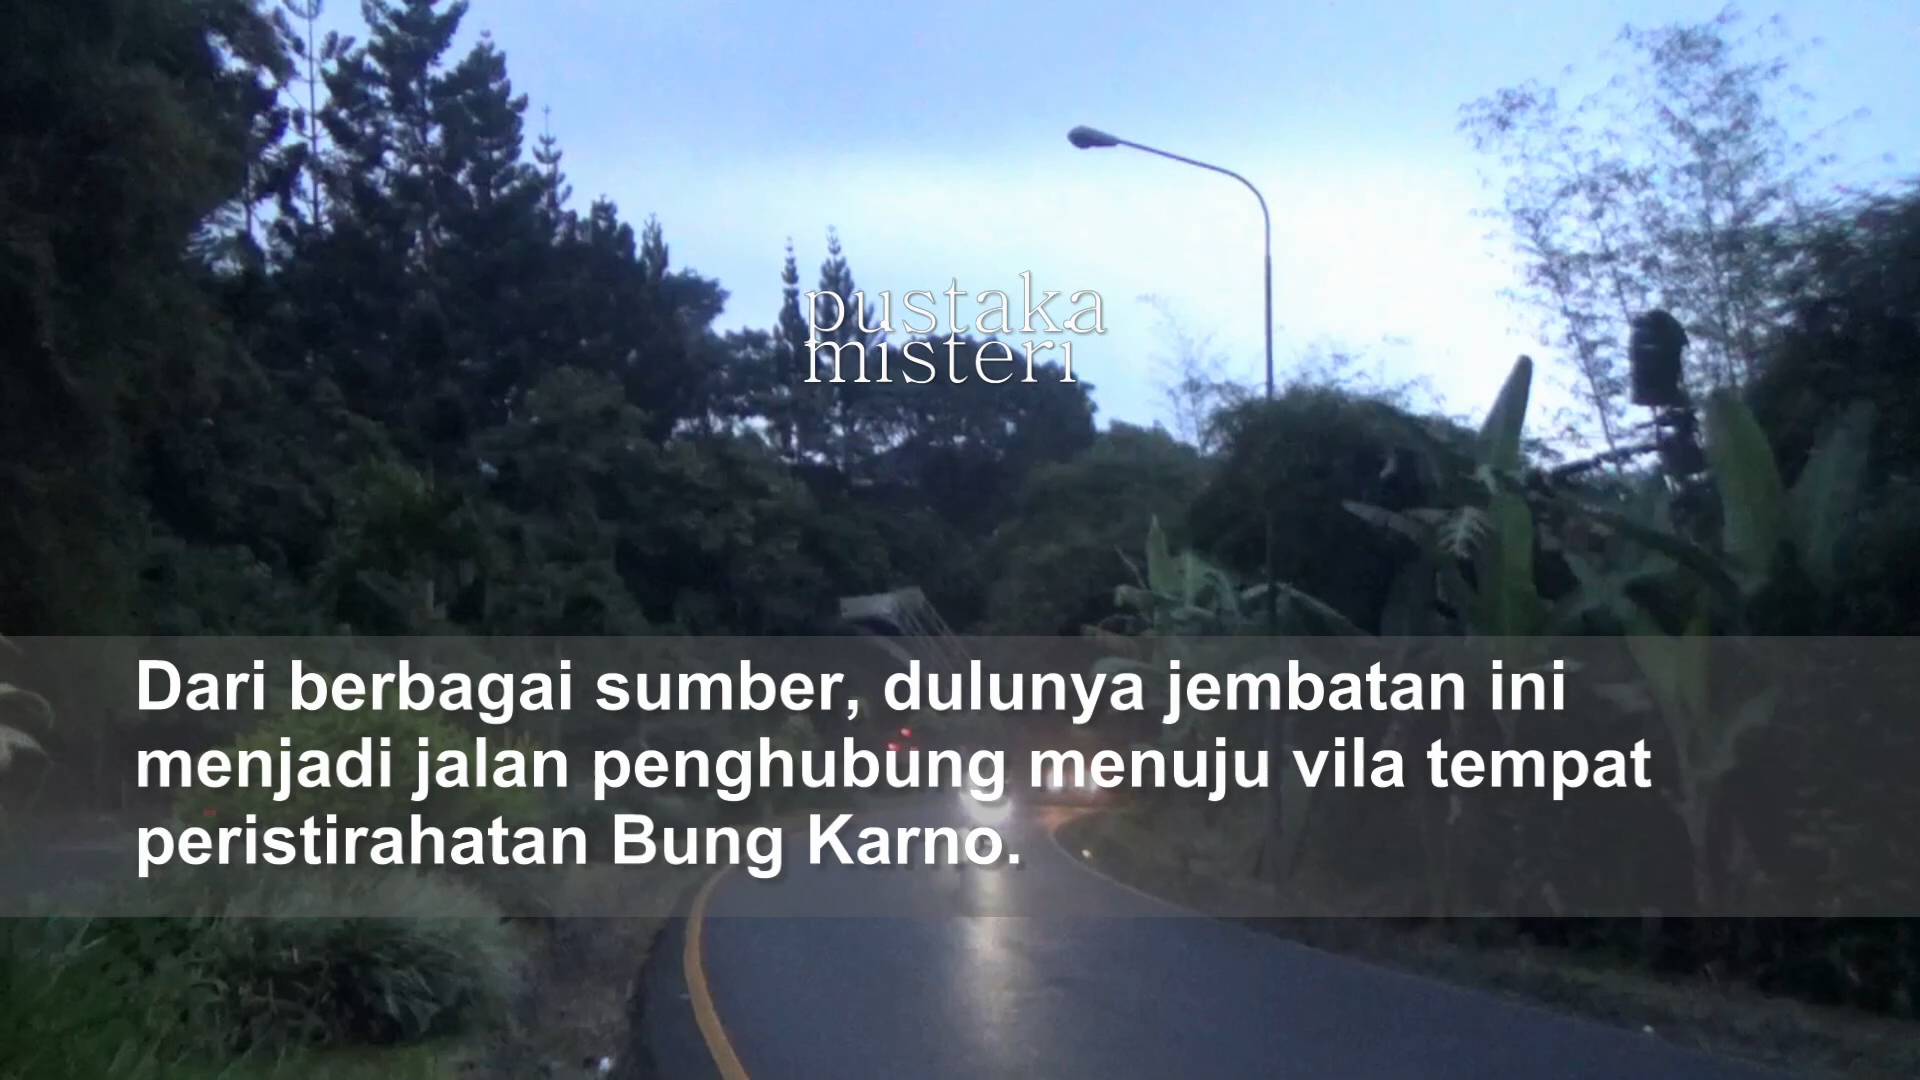 pustaka
misteri
Dari berbagai sumber, dulunya jembatan ini
menjadi jalan penghubung menuju vila tempat
peristirahatan Bung Karno.